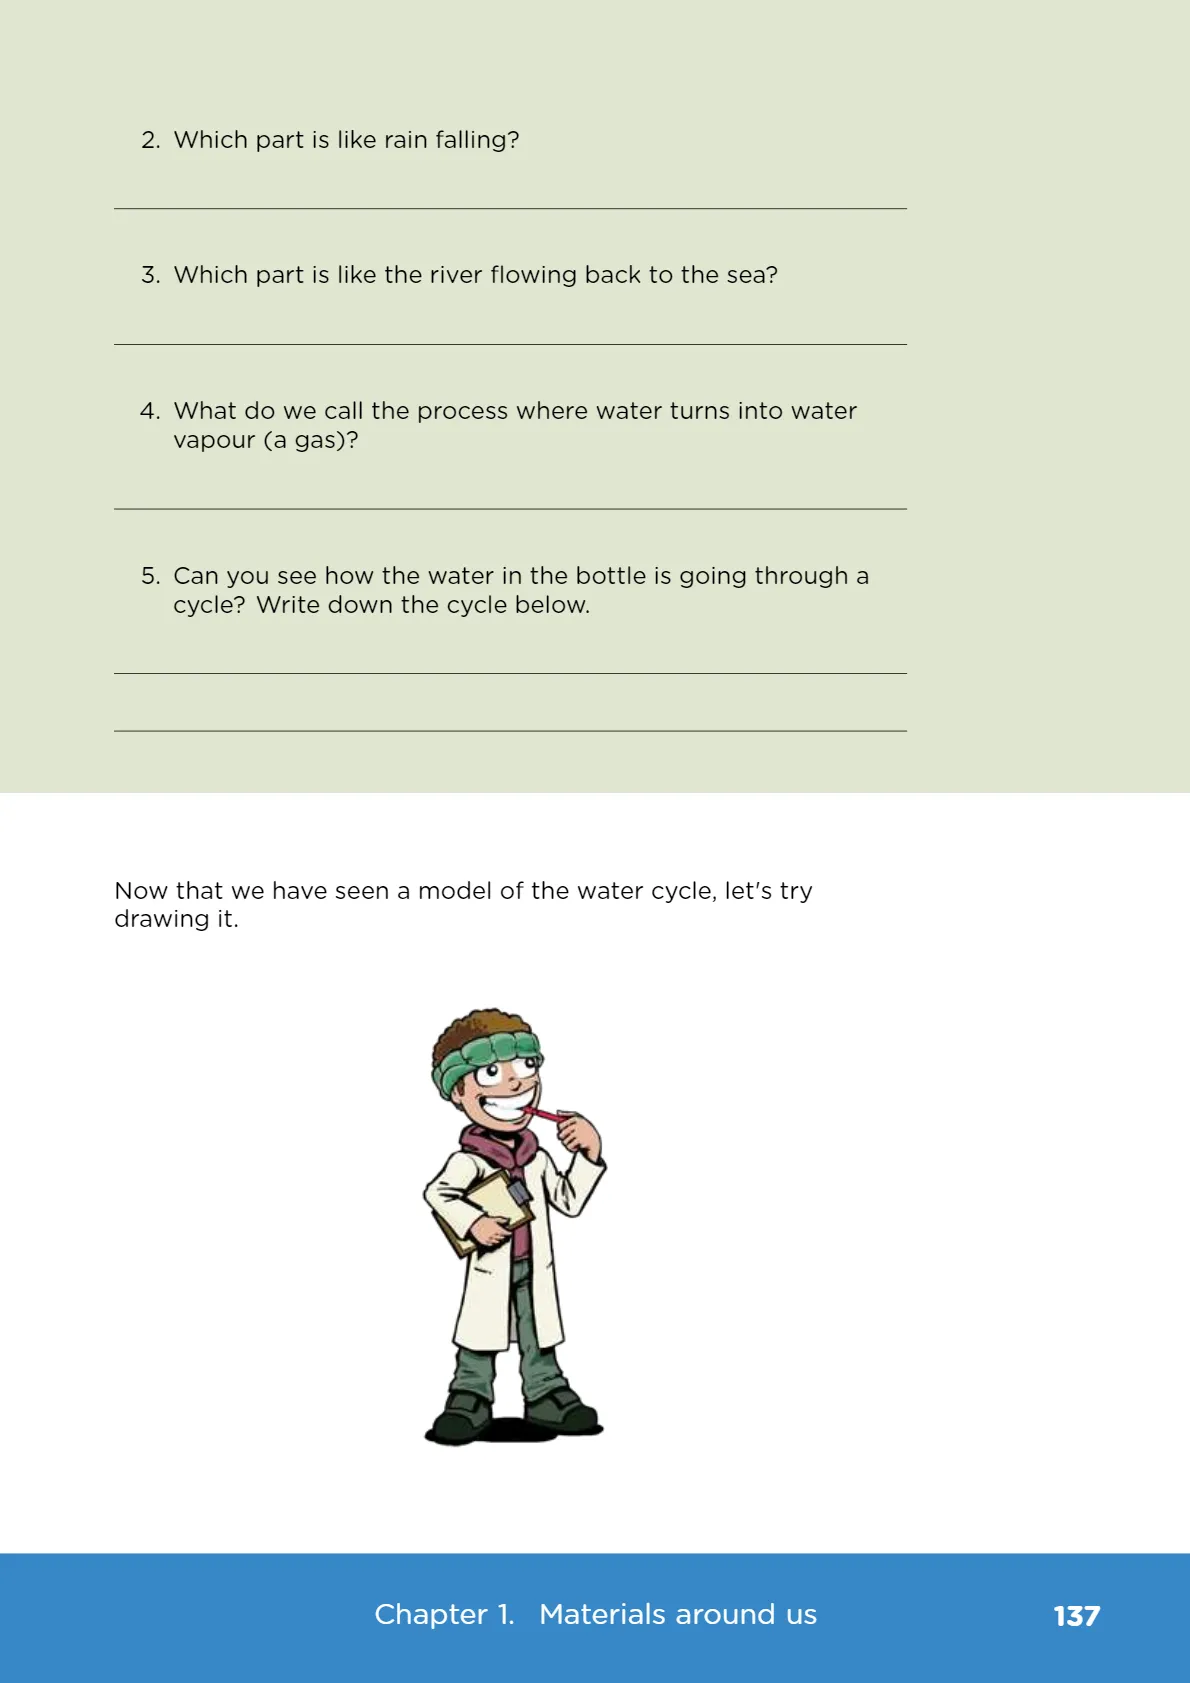 2. Which part is like rain falling?
3. Which part is like the river flowing back to the sea?
4. What do we call the process where water turns into water
vapour (a gas)?
5. Can you see how the water in the bottle is going through a
cycle? Write down the cycle below.
Now that we have seen a model of the water cycle, let's try
drawing it.
Chapter 1. Materials around us
137